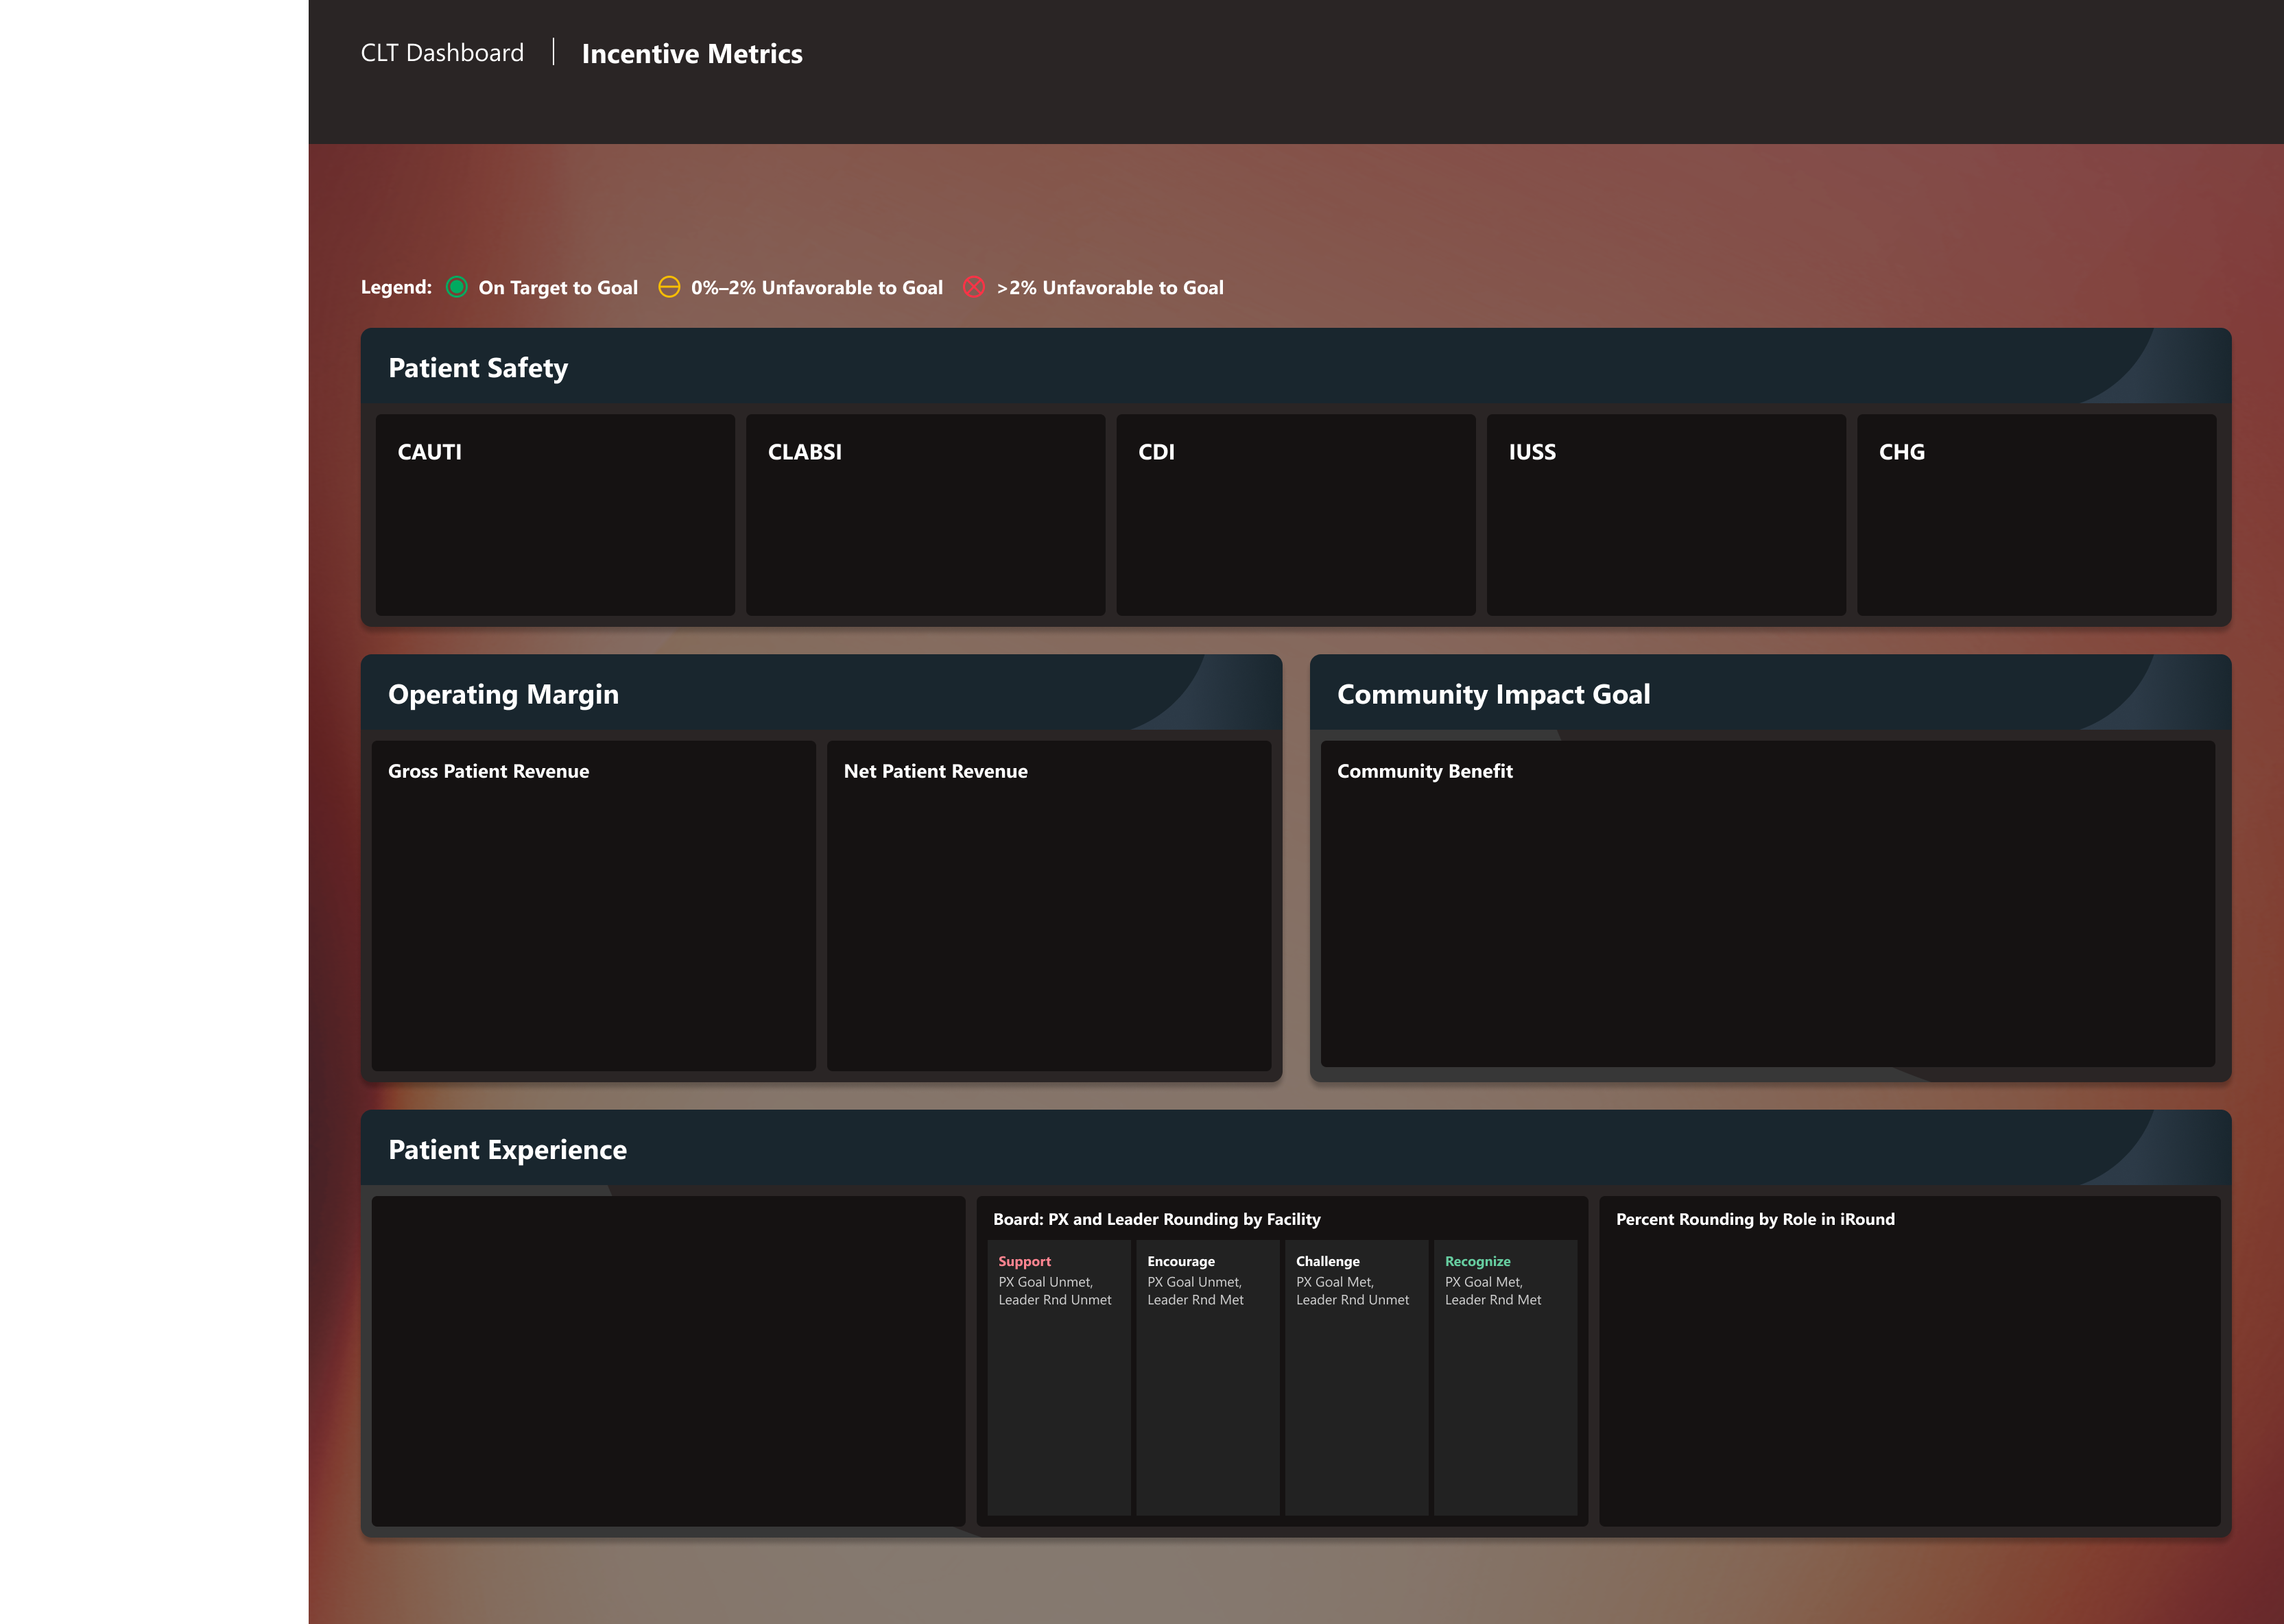 CLT Dashboard
Incentive Metrics
Legend: On Target to Goal 0%–2% Unfavorable to Goal >2% Unfavorable to Goal
Patient Safety
CAUTI
CLABSI
CDI
IUSS
CHG
Operating Margin
Gross Patient Revenue
Net Patient Revenue
Community Impact Goal
Community Benefit
Patient Experience
Board: PX and Leader Rounding by Facility
Support
PX Goal Unmet,
Leader Rnd Unmet
Encourage
PX Goal Unmet,
Leader Rnd Met
Challenge
PX Goal Met,
Leader Rnd Unmet
Recognize
PX Goal Met,
Leader Rnd Met
Percent Rounding by Role in iRound